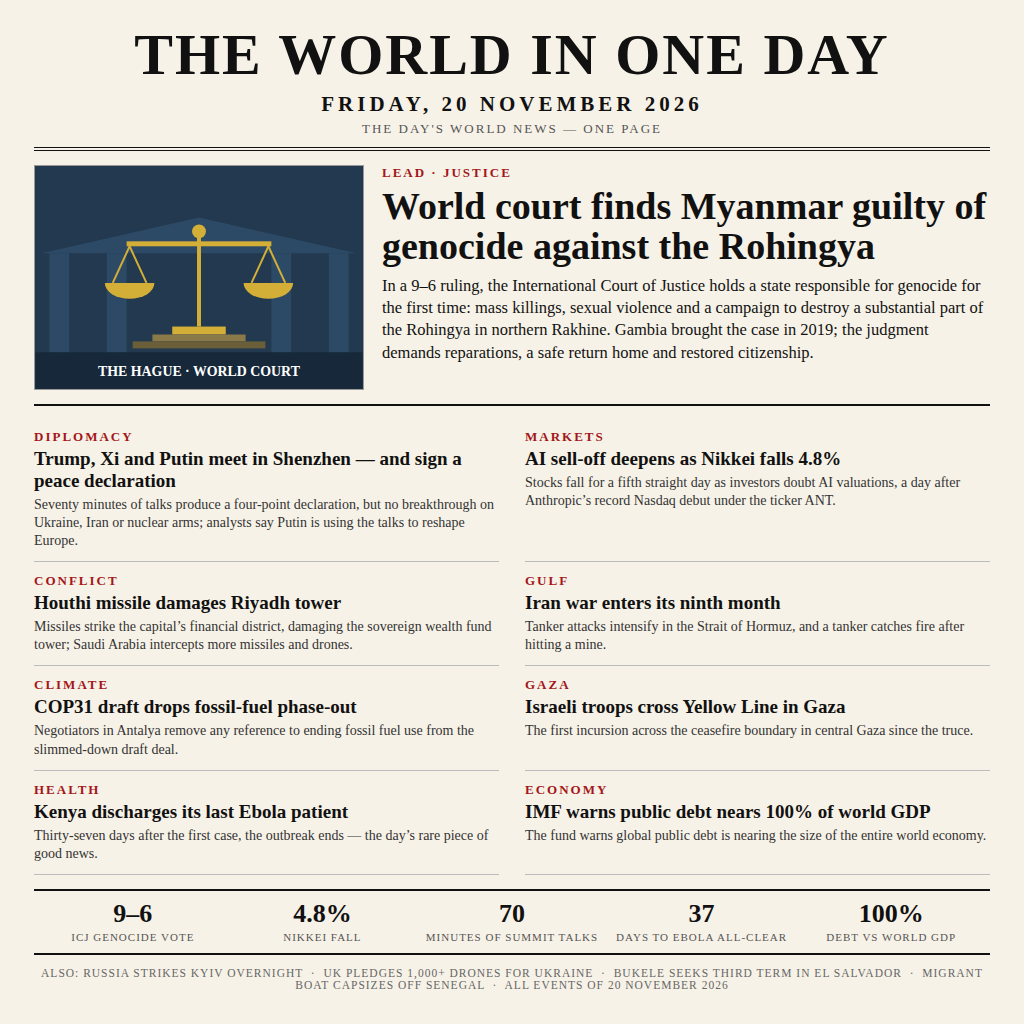 THE WORLD IN ONE DAY
FRIDAY, 20 NOVEMBER 2026
THE DAY'S WORLD NEWS — ONE PAGE
THE HAGUE · WORLD COURT
LEAD · JUSTICE
World court finds Myanmar guilty of
genocide against the Rohingya
In a 9–6 ruling, the International Court of Justice holds a state responsible for genocide for
the first time: mass killings, sexual violence and a campaign to destroy a substantial part of
the Rohingya in northern Rakhine. Gambia brought the case in 2019; the judgment
demands reparations, a safe return home and restored citizenship.
DIPLOMACY
Trump, Xi and Putin meet in Shenzhen — and sign a
peace declaration
Seventy minutes of talks produce a four-point declaration, but no breakthrough on
Ukraine, Iran or nuclear arms; analysts say Putin is using the talks to reshape
Europe.
MARKETS
AI sell-off deepens as Nikkei falls 4.8%
Stocks fall for a fifth straight day as investors doubt AI valuations, a day after
Anthropic’s record Nasdaq debut under the ticker ANT.
CONFLICT
Houthi missile damages Riyadh tower
Missiles strike the capital’s financial district, damaging the sovereign wealth fund
tower; Saudi Arabia intercepts more missiles and drones.
GULF
Iran war enters its ninth month
Tanker attacks intensify in the Strait of Hormuz, and a tanker catches fire after
hitting a mine.
CLIMATE
COP31 draft drops fossil-fuel phase-out
Negotiators in Antalya remove any reference to ending fossil fuel use from the
slimmed-down draft deal.
GAZA
Israeli troops cross Yellow Line in Gaza
The first incursion across the ceasefire boundary in central Gaza since the truce.
HEALTH
Kenya discharges its last Ebola patient
Thirty-seven days after the first case, the outbreak ends — the day’s rare piece of
good news.
ECONOMY
IMF warns public debt nears 100% of world GDP
The fund warns global public debt is nearing the size of the entire world economy.
9–6
ICJ GENOCIDE VOTE
4.8%
NIKKEI FALL
70
MINUTES OF SUMMIT TALKS
37
DAYS TO EBOLA ALL-CLEAR
100%
DEBT VS WORLD GDP
ALSO: RUSSIA STRIKES KYIV OVERNIGHT · UK PLEDGES 1,000+ DRONES FOR UKRAINE · BUKELE SEEKS THIRD TERM IN EL SALVADOR · MIGRANT
BOAT CAPSIZES OFF SENEGAL · ALL EVENTS OF 20 NOVEMBER 2026